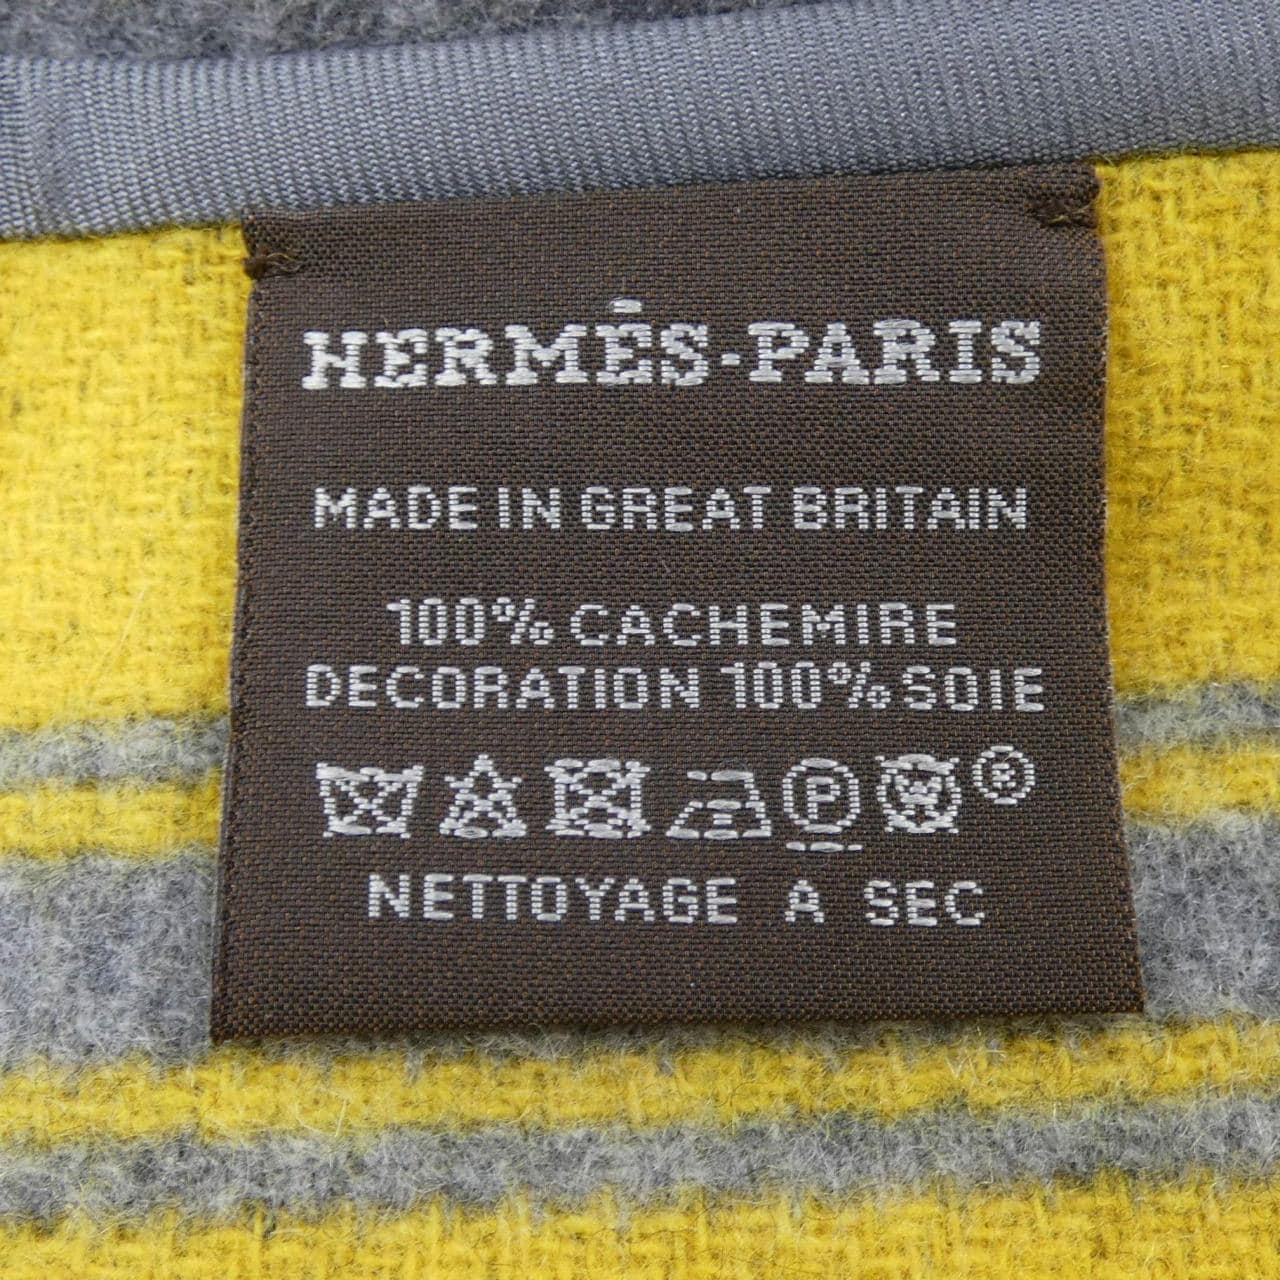 HERMÈS-PARIS
MADE IN GREAT BRITAIN
100% CACHEMIRE
DECORATION 100% SOIE
P ®
NETTOYAGE A SEC